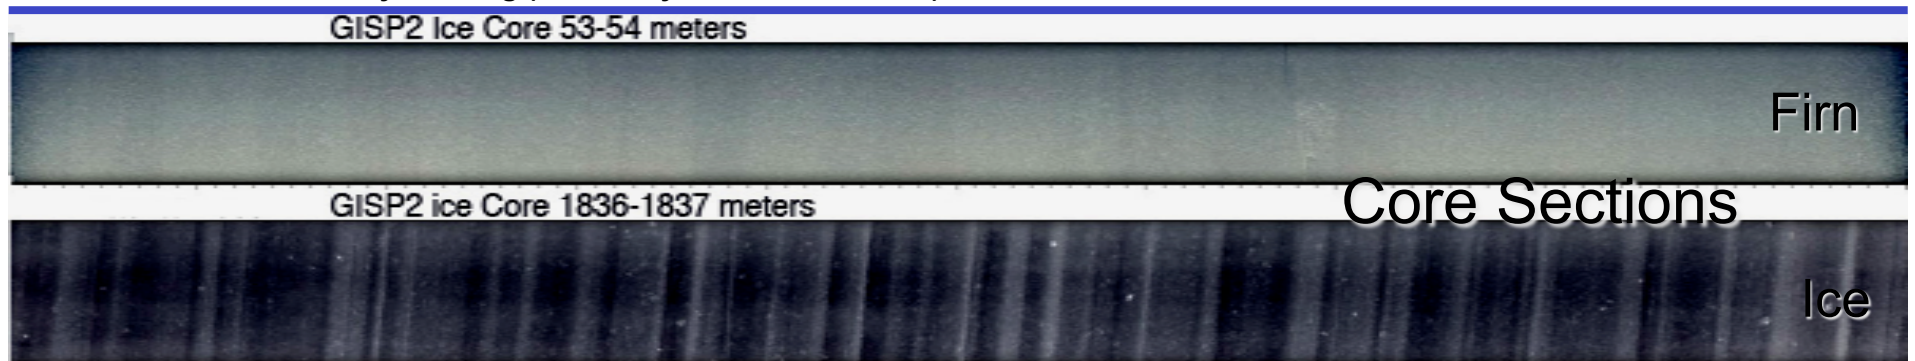 GISP2 Ice Core 53-54 meters
Firn
Core Sections
GISP2 ice Core 1836-1837 meters
Ice